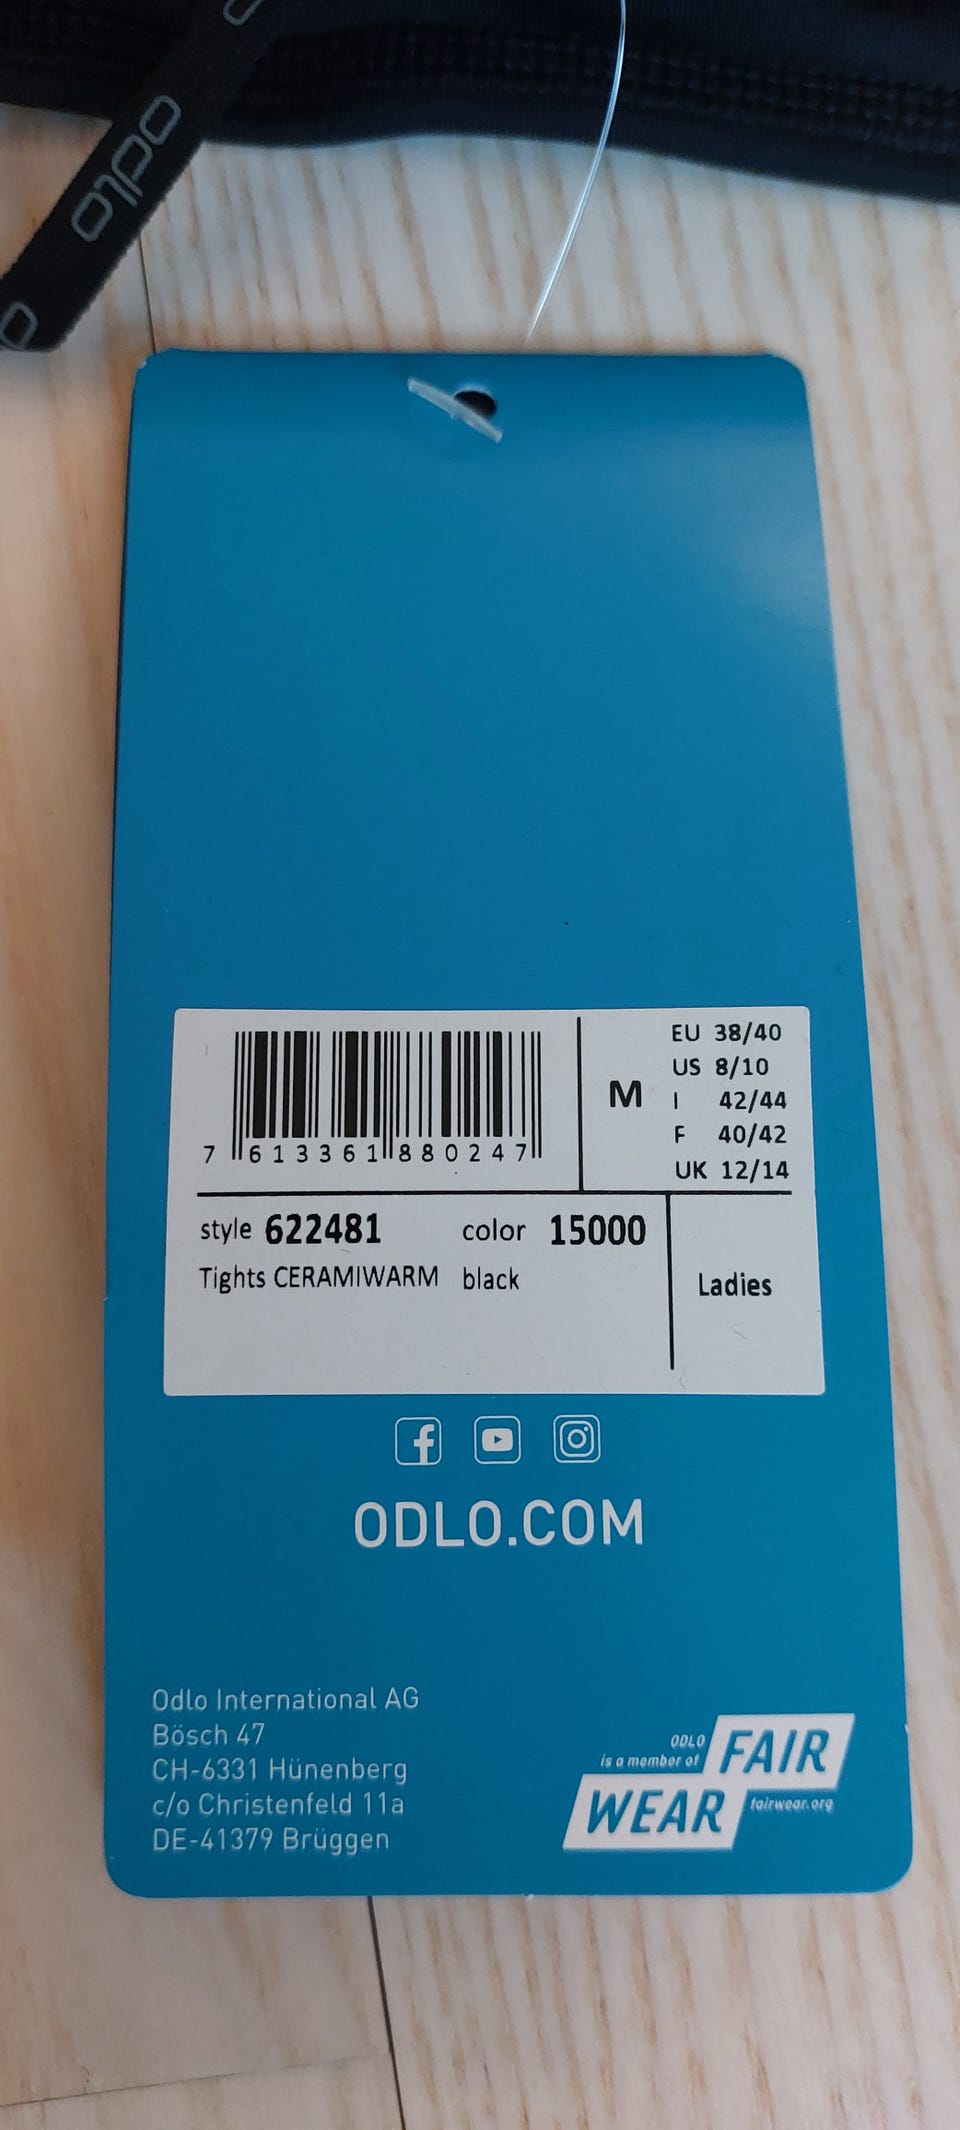 odlo
EU 38/40
US 8/10
M
I 42/44
F 40/42
UK 12/14
7 613361 880247
style 622481 color 15000
Tights CERAMIWARM black
Ladies
ODLO.COM
Odlo International AG
Bösch 47
CH-6331 Hünenberg
c/o Christenfeld 11a
DE-41379 Brüggen
ODLO
is a member of
FAIR
WEAR
fairwear.org